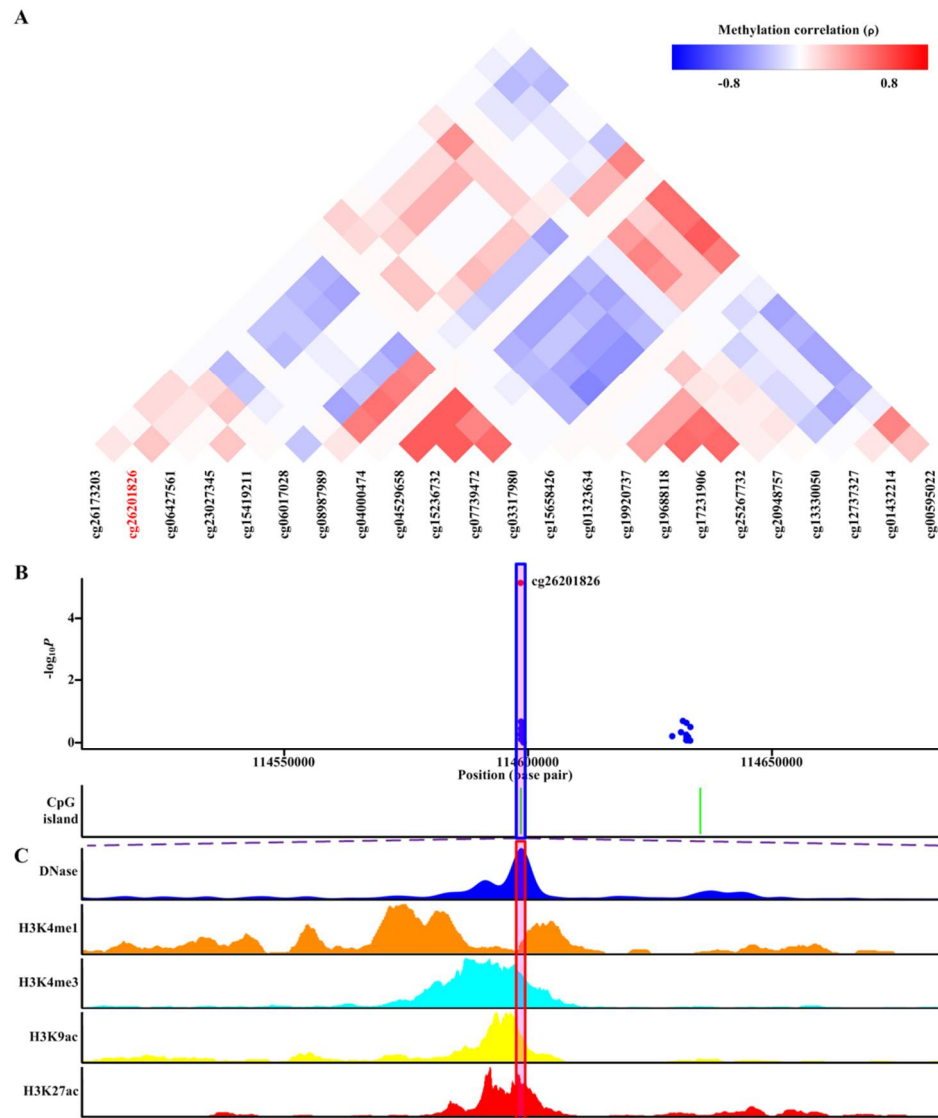 A
Methylation correlation (ρ)
-0.8 0.8
cg26173203
cg26201826
cg06427561
cg23027345
cg15419211
cg06017028
cg08987989
cg04000474
cg04529658
cg15236732
cg07739472
cg03317980
cg15658426
cg01323634
cg19920737
cg19688118
cg17231906
cg25267732
cg20948757
cg13330050
cg12737327
cg01432214
cg00595022
B
cg26201826
-log10P
4
2
0
114550000 114600000 114650000
Position (base pair)
CpG
island
C
DNase
H3K4me1
H3K4me3
H3K9ac
H3K27ac